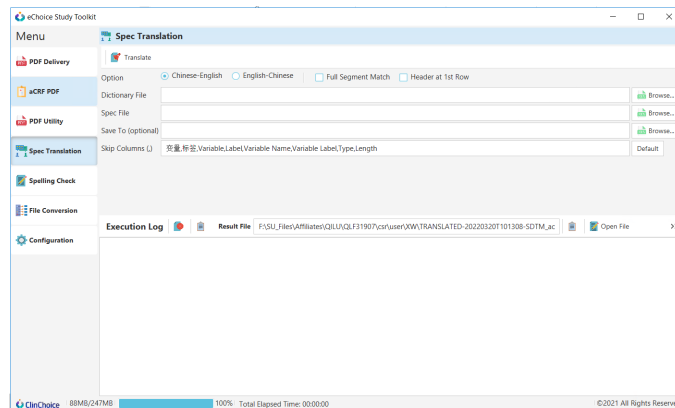 eChoice Study Toolkit
Menu
Spec Translation
PDF Delivery
Translate
Option
Chinese-English
English-Chinese
Full Segment Match
Header at 1st Row
aCRF PDF
Dictionary File
Browse...
Spec File
Browse...
PDF Utility
Save To (optional)
Browse...
Spec Translation
Skip Columns (,)
变量,标签,Variable,Label,Variable Name,Variable Label,Type,Length
Default
Spelling Check
File Conversion
Execution Log
Result File
F:\SU_Files\Affiliates\QILU\QLF31907\csr\user\XW\TRANSLATED-20220320T101308-SDTM_ac
Open File
Configuration
ClinChoice
88MB/247MB
100%
Total Elapsed Time: 00:00:00
©2021 All Rights Reserve